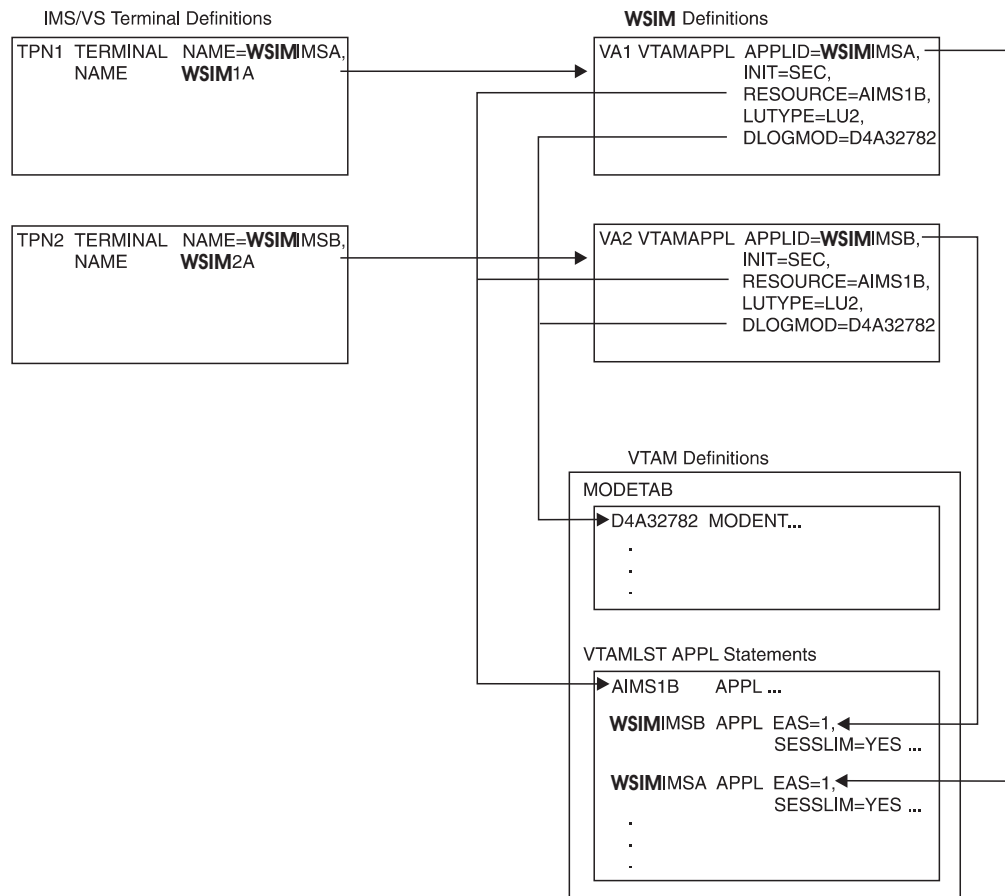 IMS/VS Terminal Definitions
TPN1 TERMINAL NAME=WSIMIMSA,
NAME WSIM1A
WSIM Definitions
VA1 VTAMAPPL APPLID=WSIMIMSA,
INIT=SEC,
RESOURCE=AIMS1B,
LUTYPE=LU2,
DLOGMOD=D4A32782
TPN2 TERMINAL NAME=WSIMIMSB,
NAME WSIM2A
VA2 VTAMAPPL APPLID=WSIMIMSB,
INIT=SEC,
RESOURCE=AIMS1B,
LUTYPE=LU2,
DLOGMOD=D4A32782
VTAM Definitions
MODETAB
D4A32782 MODENT...
.
.
.
VTAMLST APPL Statements
AIMS1B APPL ...
WSIMIMSB APPL EAS=1,
SESSLIM=YES ...
WSIMIMSA APPL EAS=1,
SESSLIM=YES ...
.
.
.